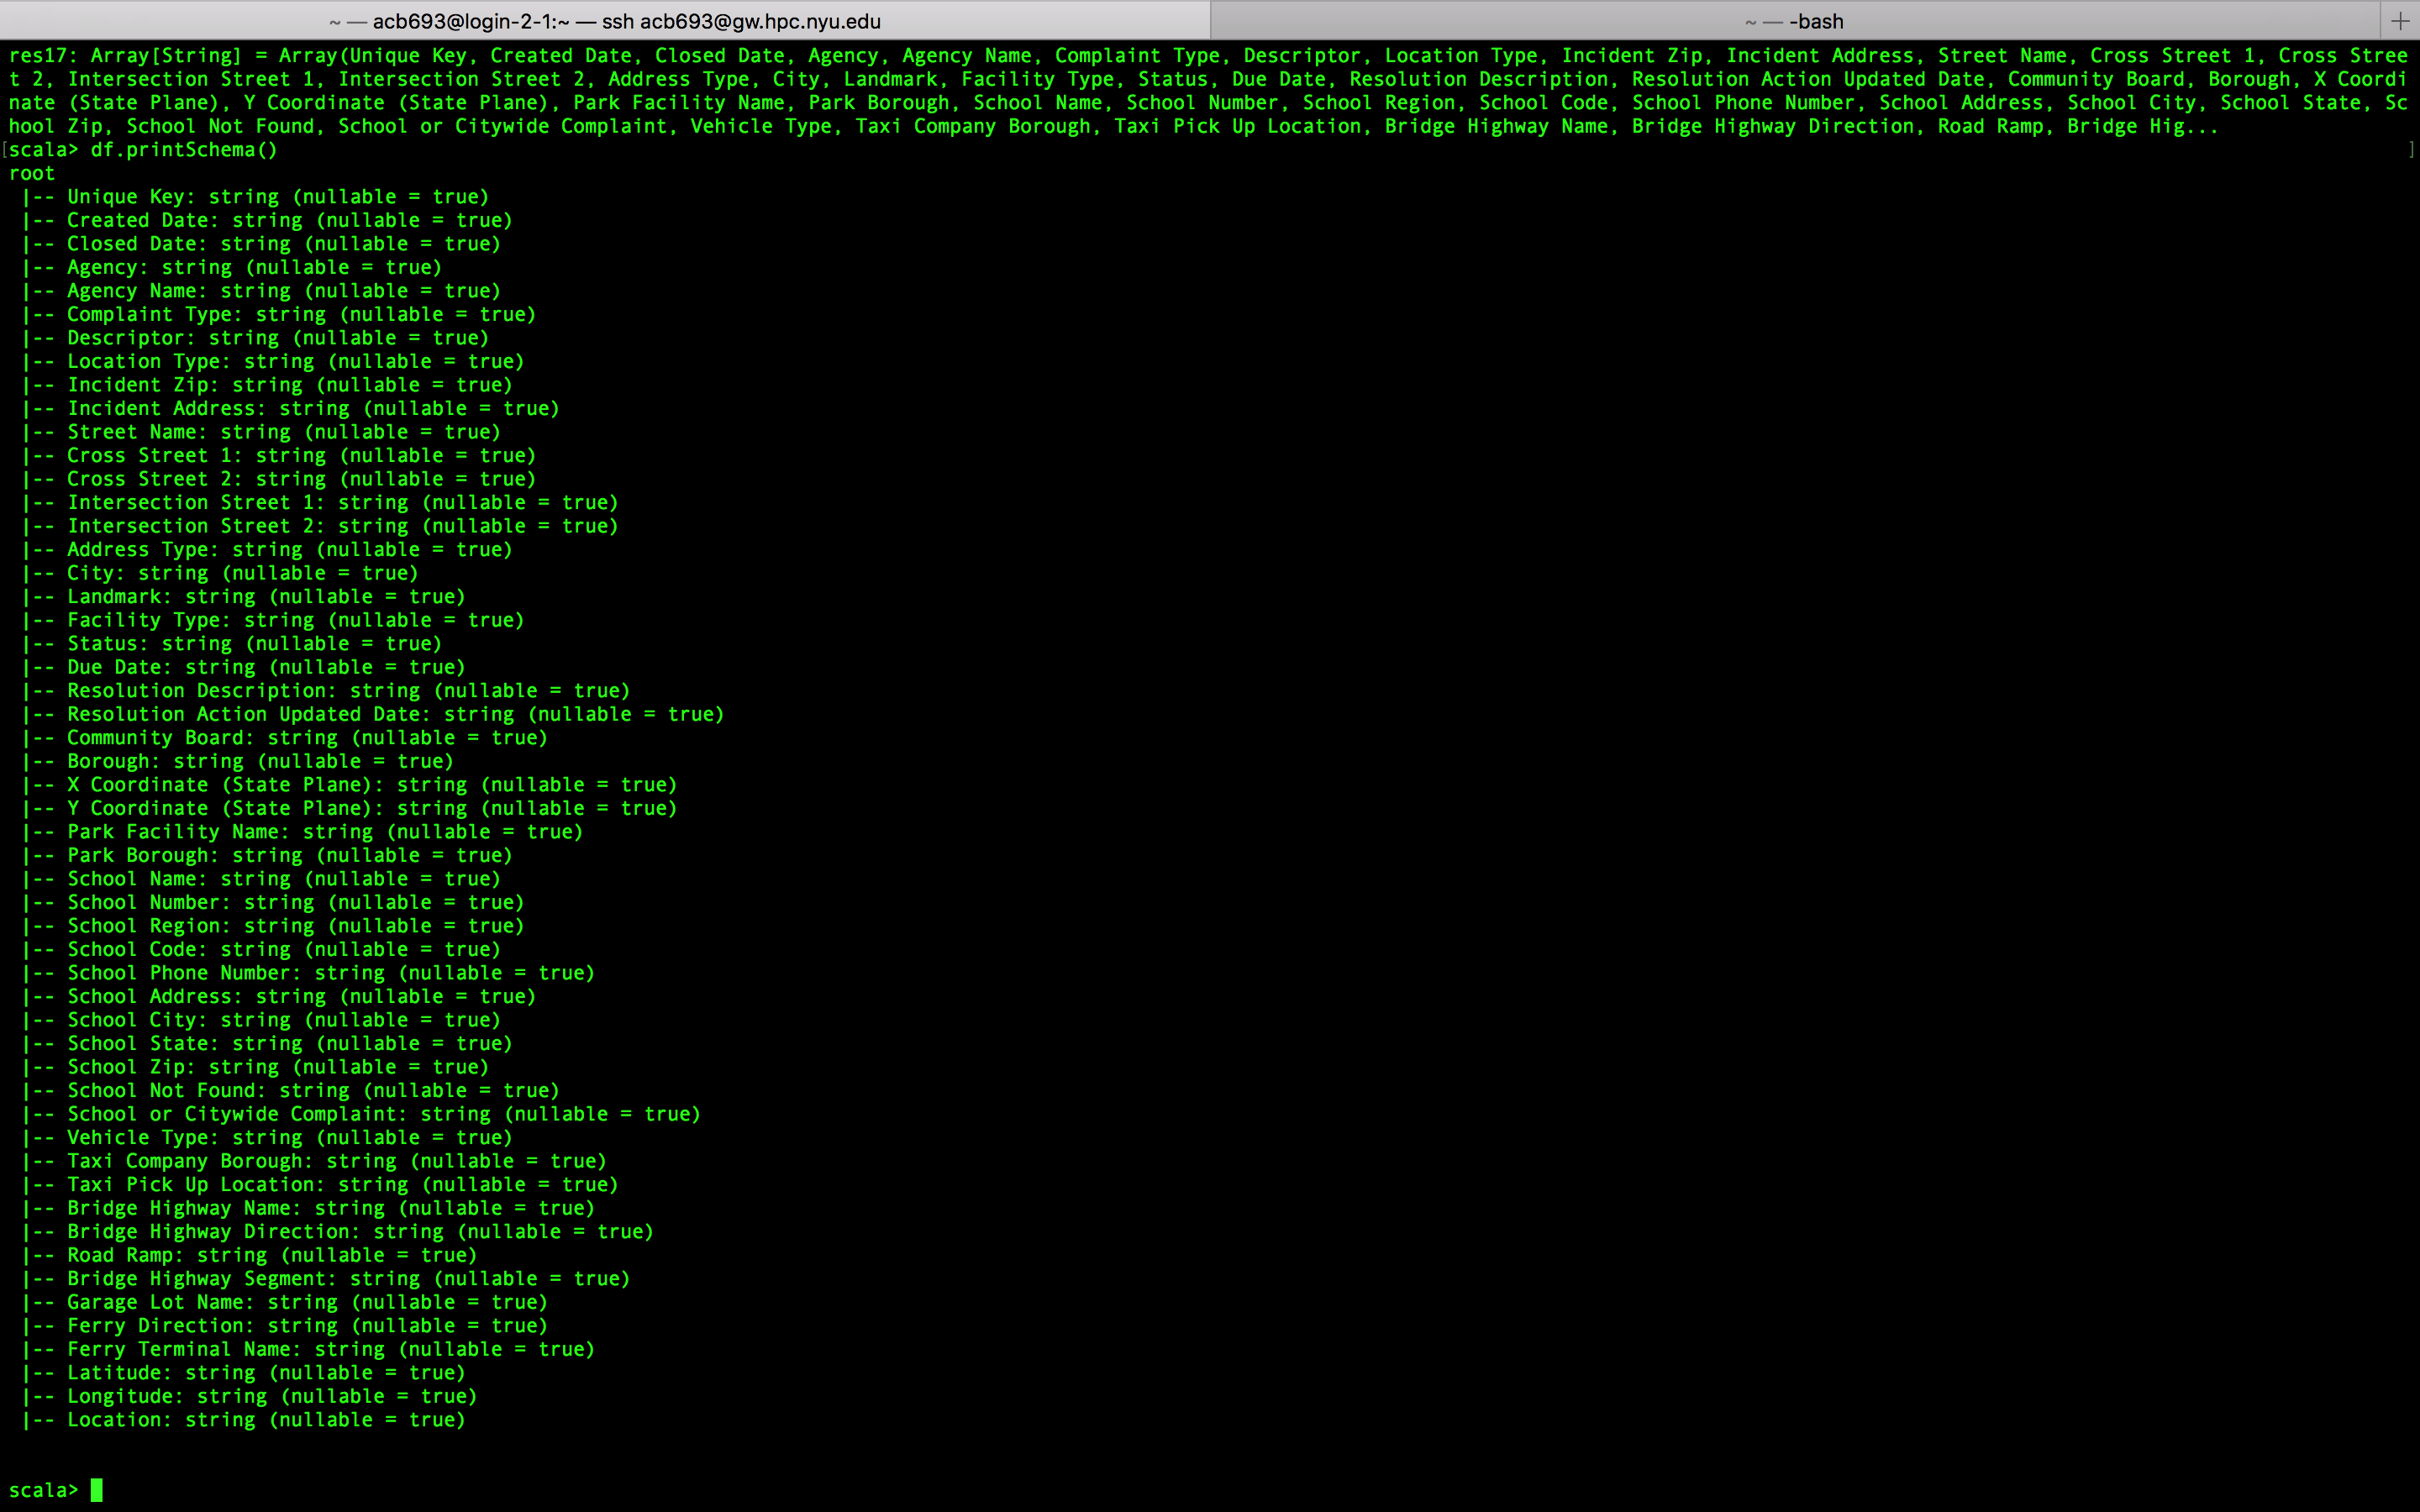 ~ — acb693@login-2-1:~ — ssh acb693@gw.hpc.nyu.edu
~ — -bash
+
res17: Array[String] = Array(Unique Key, Created Date, Closed Date, Agency, Agency Name, Complaint Type, Descriptor, Location Type, Incident Zip, Incident Address, Street Name, Cross Street 1, Cross Stree
t 2, Intersection Street 1, Intersection Street 2, Address Type, City, Landmark, Facility Type, Status, Due Date, Resolution Description, Resolution Action Updated Date, Community Board, Borough, X Coordi
nate (State Plane), Y Coordinate (State Plane), Park Facility Name, Park Borough, School Name, School Number, School Region, School Code, School Phone Number, School Address, School City, School State, Sc
hool Zip, School Not Found, School or Citywide Complaint, Vehicle Type, Taxi Company Borough, Taxi Pick Up Location, Bridge Highway Name, Bridge Highway Direction, Road Ramp, Bridge Hig...
[scala> df.printSchema() ]
root
 |-- Unique Key: string (nullable = true)
 |-- Created Date: string (nullable = true)
 |-- Closed Date: string (nullable = true)
 |-- Agency: string (nullable = true)
 |-- Agency Name: string (nullable = true)
 |-- Complaint Type: string (nullable = true)
 |-- Descriptor: string (nullable = true)
 |-- Location Type: string (nullable = true)
 |-- Incident Zip: string (nullable = true)
 |-- Incident Address: string (nullable = true)
 |-- Street Name: string (nullable = true)
 |-- Cross Street 1: string (nullable = true)
 |-- Cross Street 2: string (nullable = true)
 |-- Intersection Street 1: string (nullable = true)
 |-- Intersection Street 2: string (nullable = true)
 |-- Address Type: string (nullable = true)
 |-- City: string (nullable = true)
 |-- Landmark: string (nullable = true)
 |-- Facility Type: string (nullable = true)
 |-- Status: string (nullable = true)
 |-- Due Date: string (nullable = true)
 |-- Resolution Description: string (nullable = true)
 |-- Resolution Action Updated Date: string (nullable = true)
 |-- Community Board: string (nullable = true)
 |-- Borough: string (nullable = true)
 |-- X Coordinate (State Plane): string (nullable = true)
 |-- Y Coordinate (State Plane): string (nullable = true)
 |-- Park Facility Name: string (nullable = true)
 |-- Park Borough: string (nullable = true)
 |-- School Name: string (nullable = true)
 |-- School Number: string (nullable = true)
 |-- School Region: string (nullable = true)
 |-- School Code: string (nullable = true)
 |-- School Phone Number: string (nullable = true)
 |-- School Address: string (nullable = true)
 |-- School City: string (nullable = true)
 |-- School State: string (nullable = true)
 |-- School Zip: string (nullable = true)
 |-- School Not Found: string (nullable = true)
 |-- School or Citywide Complaint: string (nullable = true)
 |-- Vehicle Type: string (nullable = true)
 |-- Taxi Company Borough: string (nullable = true)
 |-- Taxi Pick Up Location: string (nullable = true)
 |-- Bridge Highway Name: string (nullable = true)
 |-- Bridge Highway Direction: string (nullable = true)
 |-- Road Ramp: string (nullable = true)
 |-- Bridge Highway Segment: string (nullable = true)
 |-- Garage Lot Name: string (nullable = true)
 |-- Ferry Direction: string (nullable = true)
 |-- Ferry Terminal Name: string (nullable = true)
 |-- Latitude: string (nullable = true)
 |-- Longitude: string (nullable = true)
 |-- Location: string (nullable = true)
scala>